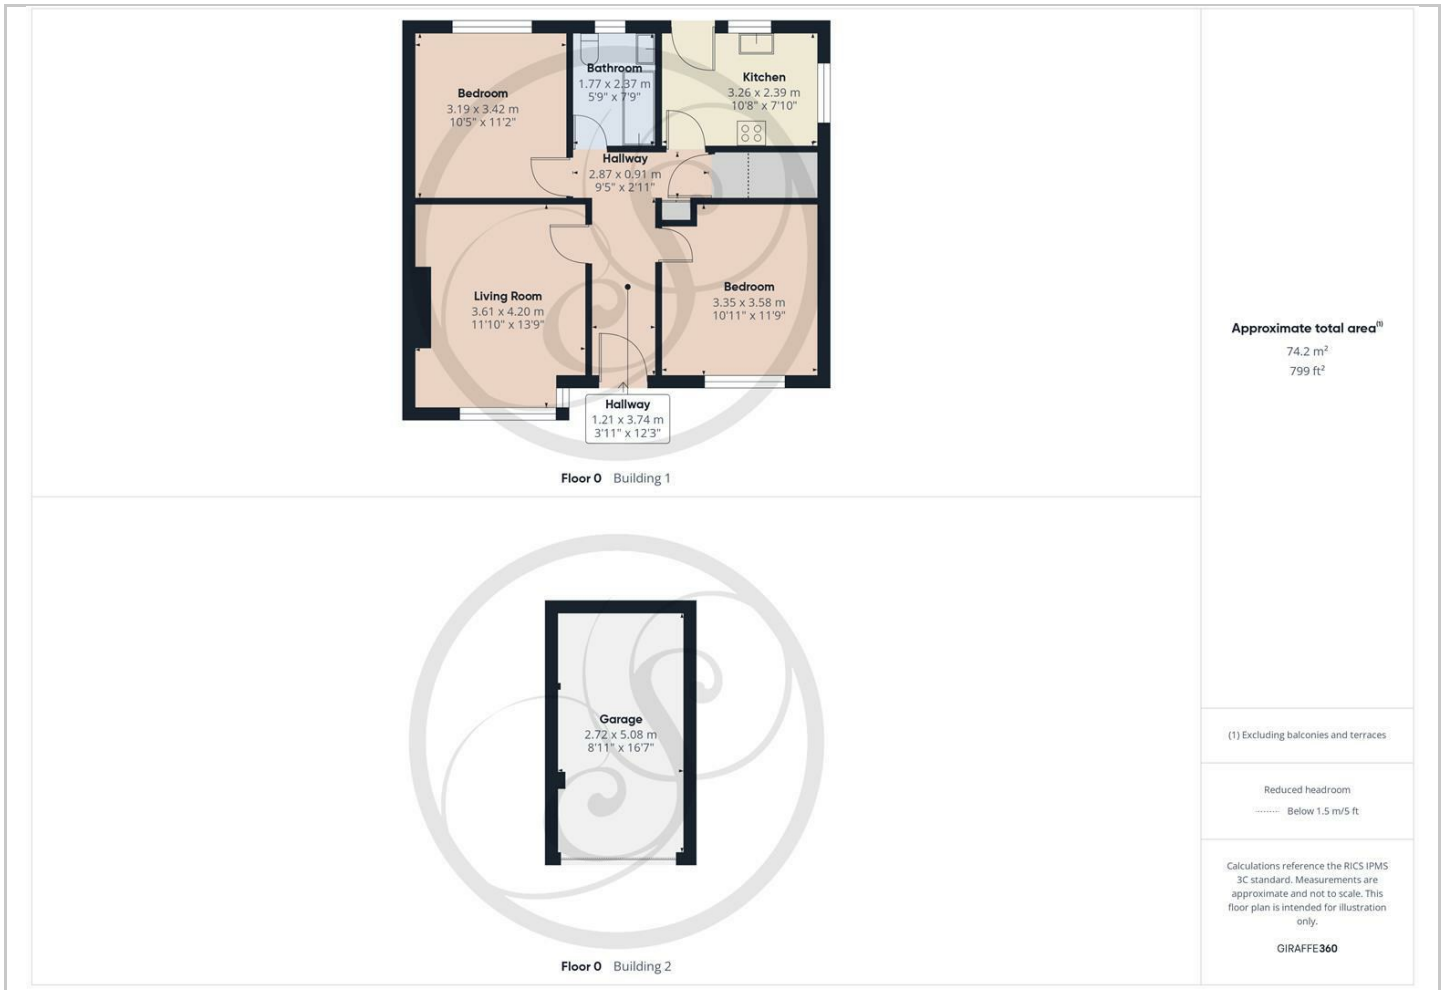 Bedroom
3.19 x 3.42 m
10'5" x 11'2"
Bathroom
1.77 x 2.37 m
5'9" x 7'9"
Kitchen
3.26 x 2.39 m
10'8" x 7'10"
Hallway
2.87 x 0.91 m
9'5" x 2'11"
Living Room
3.61 x 4.20 m
11'10" x 13'9"
Bedroom
3.35 x 3.58 m
10'11" x 11'9"
Hallway
1.21 x 3.74 m
3'11" x 12'3"
Floor 0 Building 1
Garage
2.72 x 5.08 m
8'11" x 16'7"
Floor 0 Building 2
Approximate total area(1)
74.2 m²
799 ft²
(1) Excluding balconies and terraces
Reduced headroom
Below 1.5 m/5 ft
Calculations reference the RICS IPMS
3C standard. Measurements are
approximate and not to scale. This
floor plan is intended for illustration
only.
GIRAFFE360